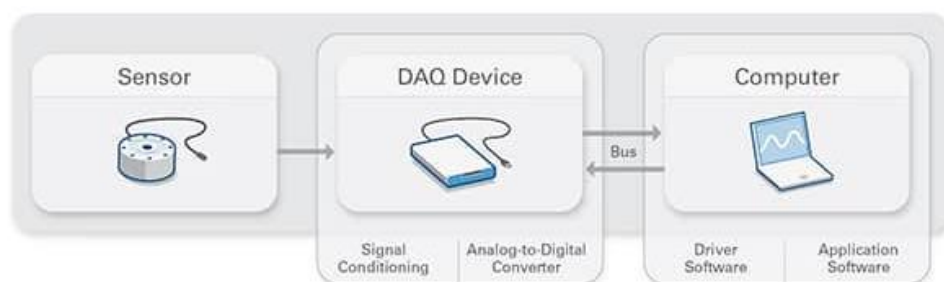 Sensor
DAQ Device
Computer
Bus
Signal
Conditioning
Analog-to-Digital
Converter
Driver
Software
Application
Software